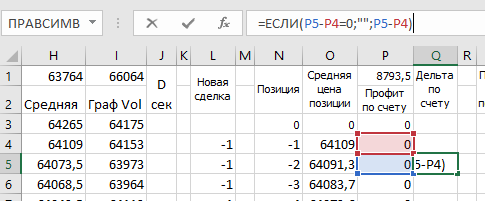 ПРАВСИМВ =ЕСЛИ(P5-P4=0;"";P5-P4)
H I J K L M N O P Q
1 63764 66064 D сек Новая сделка Позиция Средняя цена позиции 8793,5 Дельта по счету
2 Средняя Граф Vol Профит по счету
3 64265 64175 0 0 0
4 64109 64153 -1 -1 64109 0
5 64073,5 63973 -1 -2 64091,3 0 5-P4)
6 64068,5 63964 -1 -3 64083,7 0